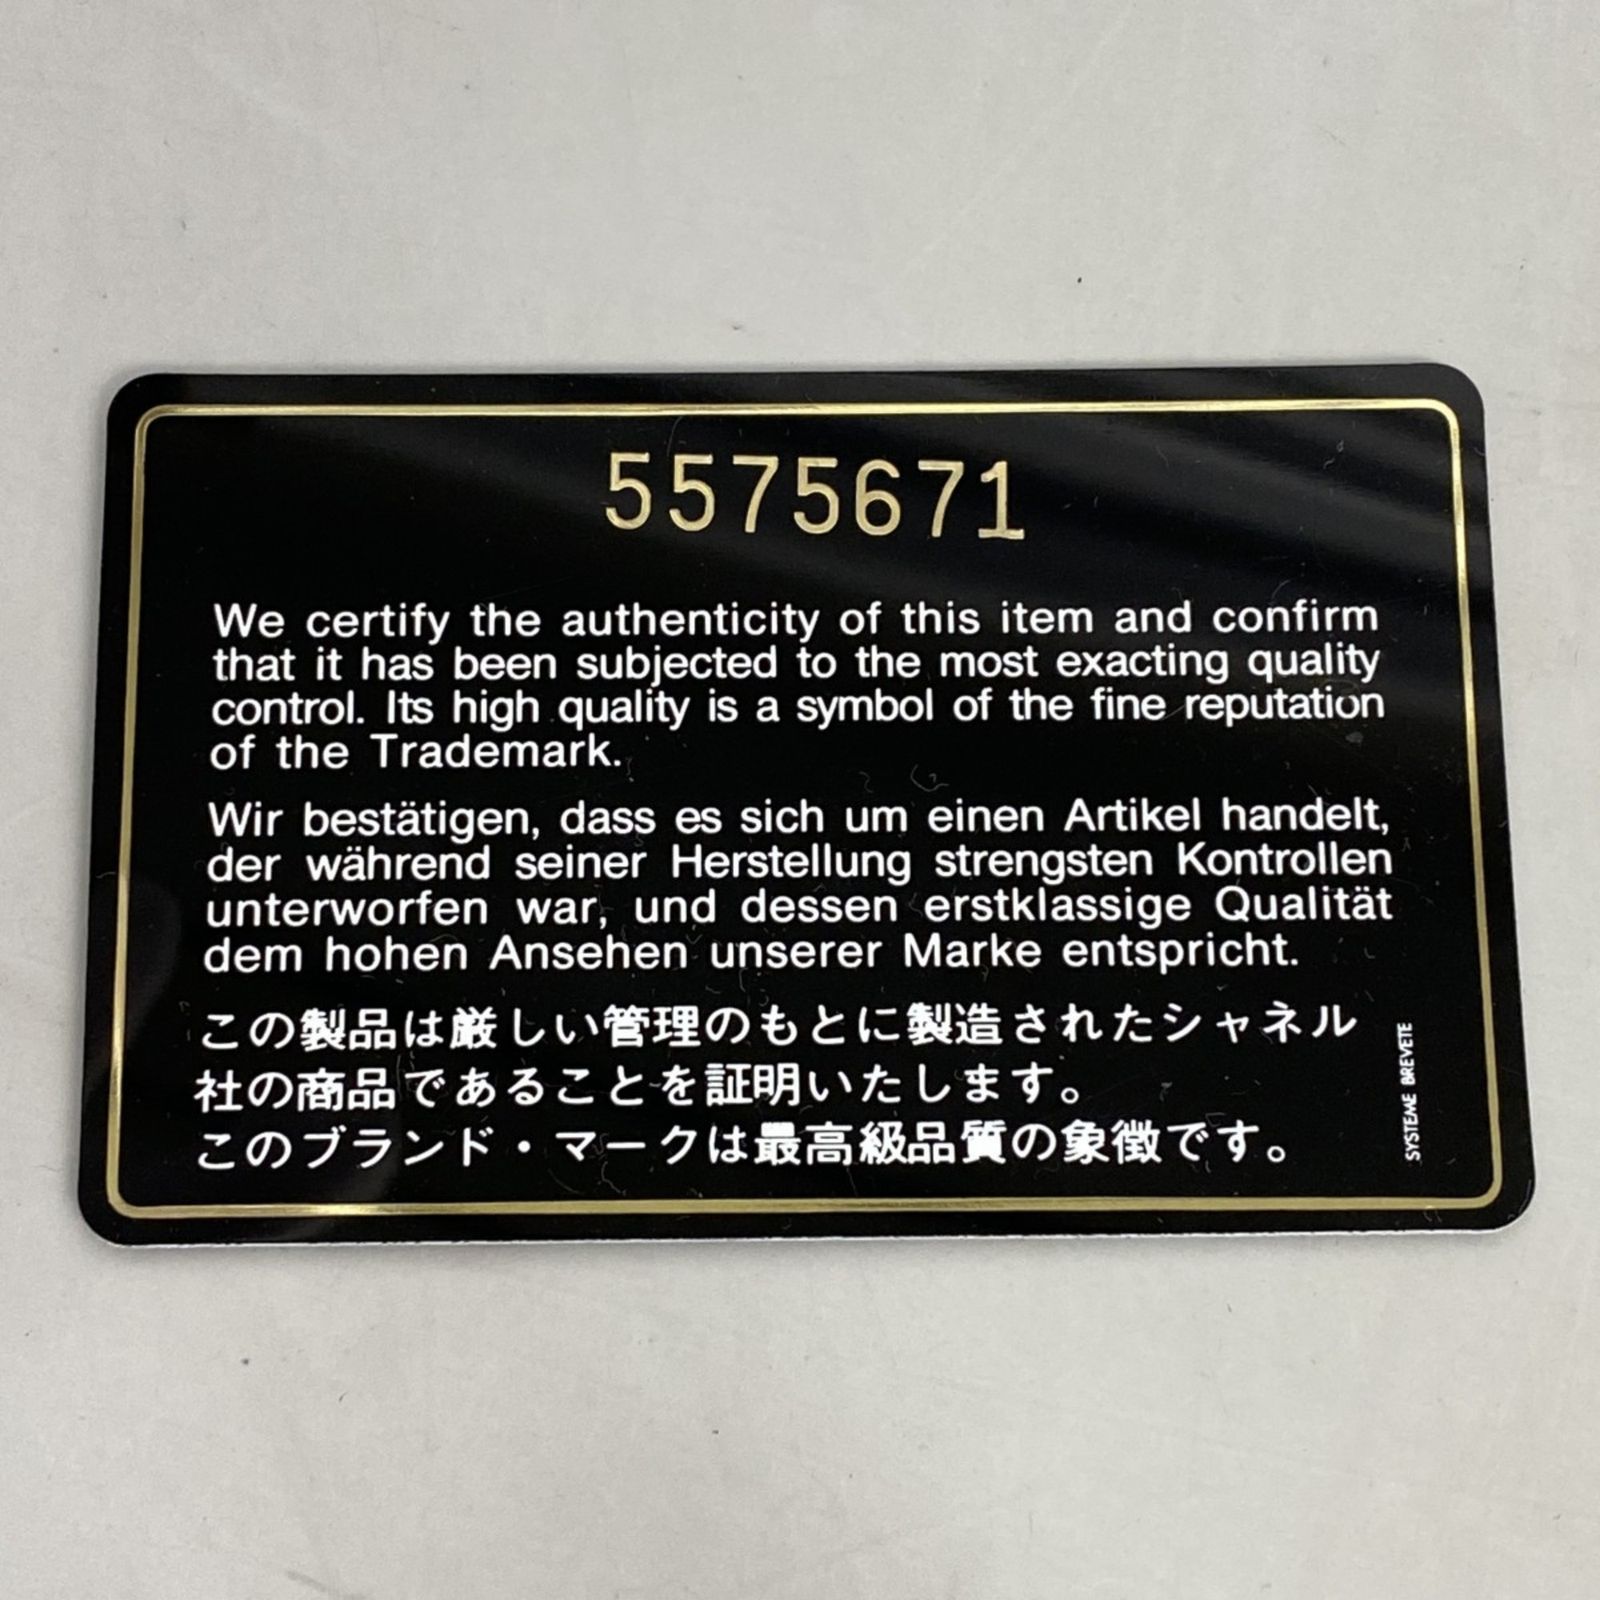 5575671
We certify the authenticity of this item and confirm
that it has been subjected to the most exacting quality
control. Its high quality is a symbol of the fine reputation
of the Trademark.
Wir bestätigen, dass es sich um einen Artikel handelt,
der während seiner Herstellung strengsten Kontrollen
unterworfen war, und dessen erstklassige Qualität
dem hohen Ansehen unserer Marke entspricht.
この製品は厳しい管理のもとに製造されたシャネル
社の商品であることを証明いたします。
このブランド・マークは最高級品質の象徴です。
SYSTEME BREVETE